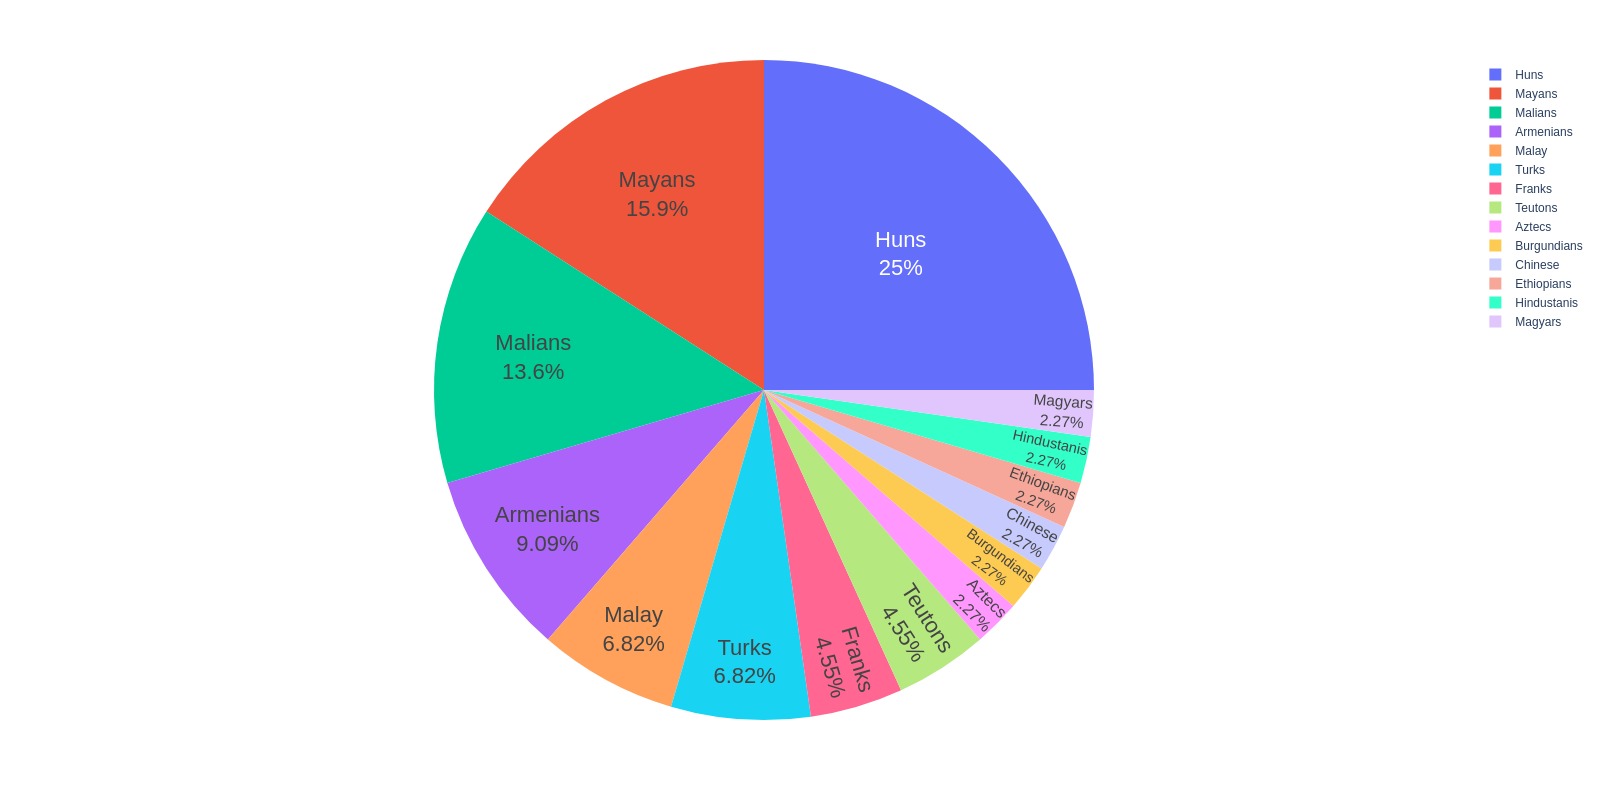 Huns
25%
Mayans
15.9%
Malians
13.6%
Armenians
9.09%
Malay
6.82%
Turks
6.82%
Franks
4.55%
Teutons
4.55%
Aztecs
2.27%
Burgundians
2.27%
Chinese
2.27%
Ethiopians
2.27%
Hindustanis
2.27%
Magyars
2.27%
Huns
Mayans
Malians
Armenians
Malay
Turks
Franks
Teutons
Aztecs
Burgundians
Chinese
Ethiopians
Hindustanis
Magyars